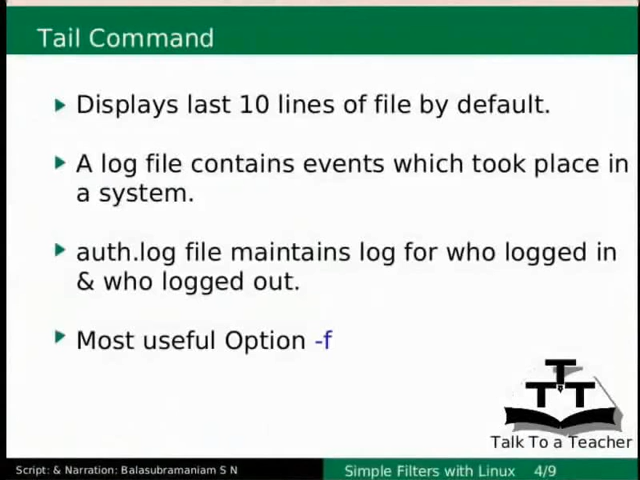 Tail Command
Displays last 10 lines of file by default.
A log file contains events which took place in
a system.
auth.log file maintains log for who logged in
& who logged out.
Most useful Option -f
T
T T
Talk To a Teacher
Script: & Narration: Balasubramaniam S N
Simple Filters with Linux 4/9